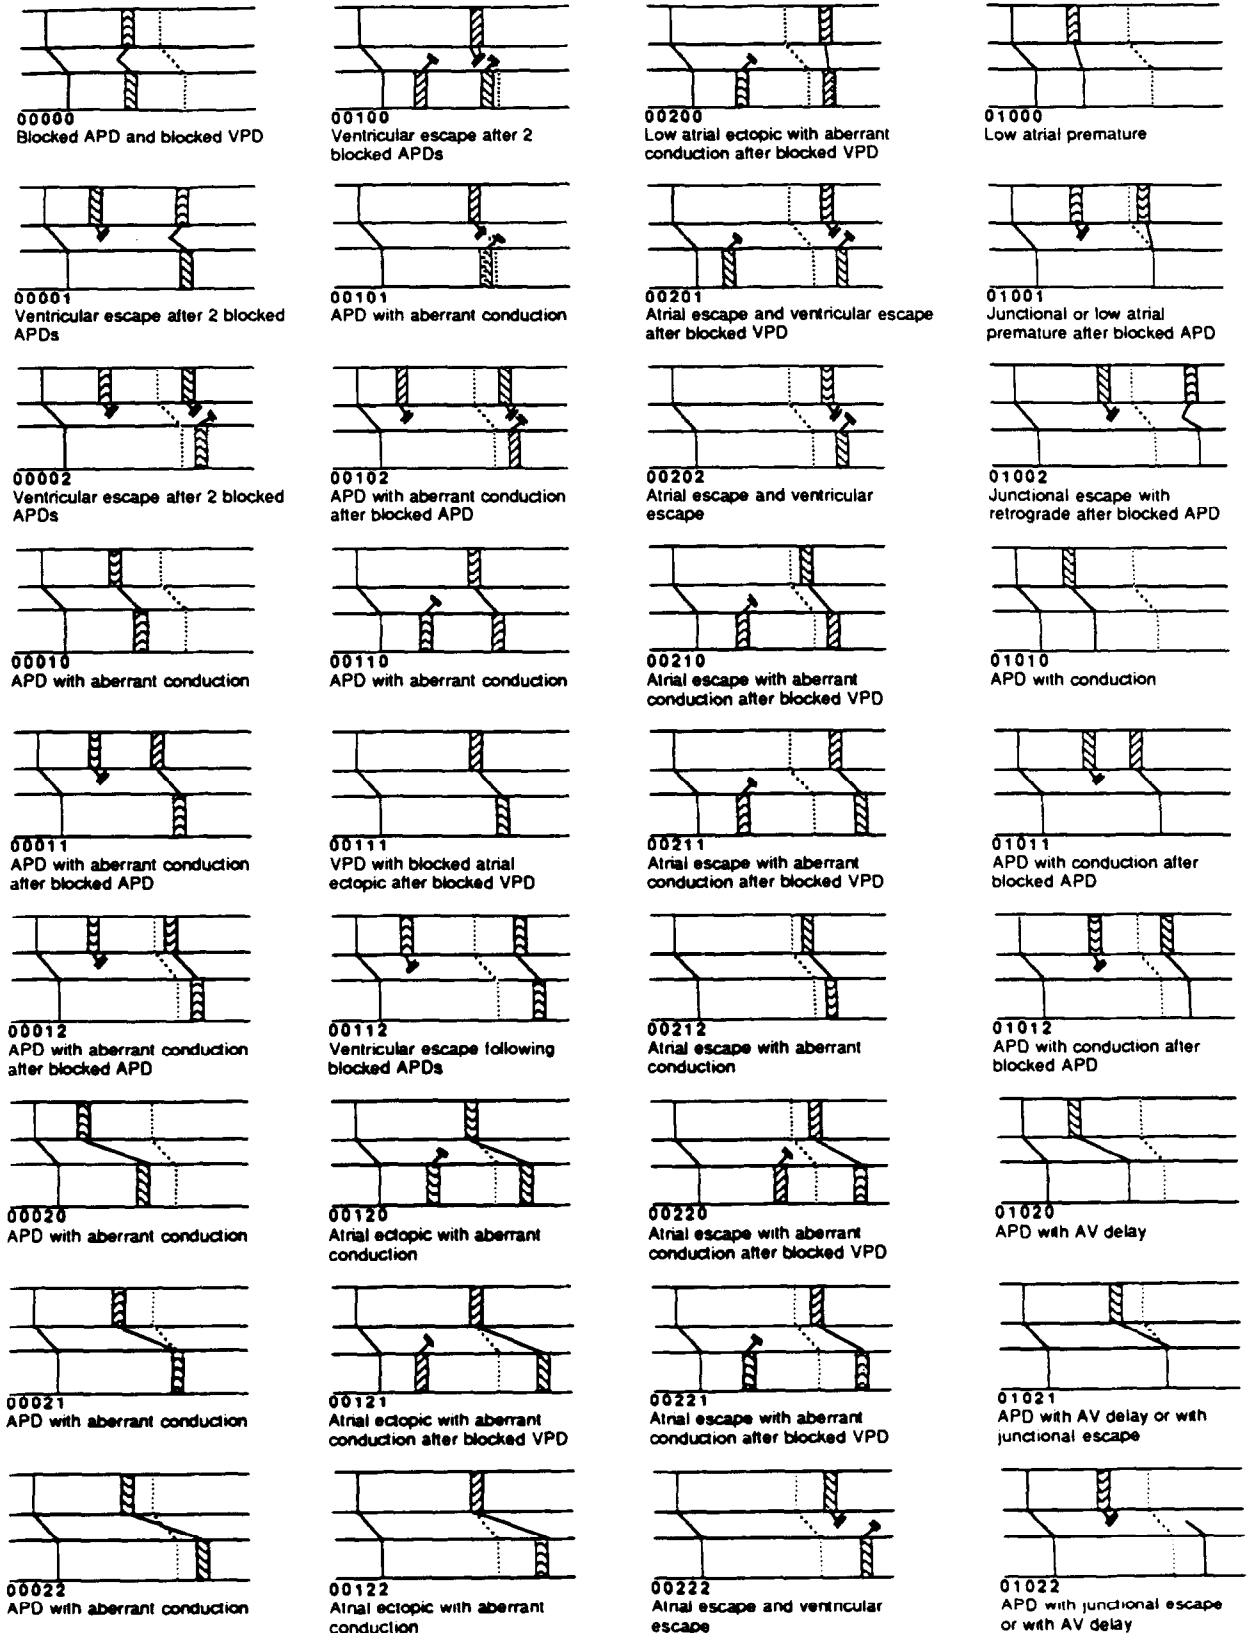 00000
Blocked APD and blocked VPD
00100
Ventricular escape after 2
blocked APDs
00200
Low atrial ectopic with aberrant
conduction after blocked VPD
01000
Low atrial premature
00001
Ventricular escape after 2 blocked
APDs
00101
APD with aberrant conduction
00201
Atrial escape and ventricular escape
after blocked VPD
01001
Junctional or low atrial
premature after blocked APD
00002
Ventricular escape after 2 blocked
APDs
00102
APD with aberrant conduction
after blocked APD
00202
Atrial escape and ventricular
escape
01002
Junctional escape with
retrograde after blocked APD
00010
APD with aberrant conduction
00110
APD with aberrant conduction
00210
Atrial escape with aberrant
conduction after blocked VPD
01010
APD with conduction
00011
APD with aberrant conduction
after blocked APD
00111
VPD with blocked atrial
ectopic after blocked VPD
00211
Atrial escape with aberrant
conduction after blocked VPD
01011
APD with conduction after
blocked APD
00012
APD with aberrant conduction
after blocked APD
00112
Ventricular escape following
blocked APDs
00212
Atrial escape with aberrant
conduction
01012
APD with conduction after
blocked APD
00020
APD with aberrant conduction
00120
Atrial ectopic with aberrant
conduction
00220
Atrial escape with aberrant
conduction after blocked VPD
01020
APD with AV delay
00021
APD with aberrant conduction
00121
Atrial ectopic with aberrant
conduction after blocked VPD
00221
Atrial escape with aberrant
conduction after blocked VPD
01021
APD with AV delay or with
junctional escape
00022
APD with aberrant conduction
00122
Atrial ectopic with aberrant
conduction
00222
Atrial escape and ventricular
escape
01022
APD with junctional escape
or with AV delay